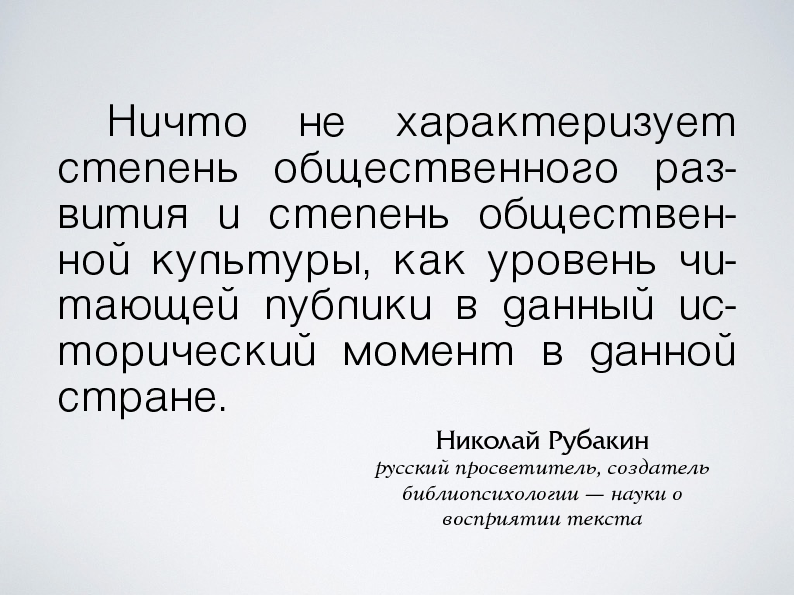 Ничто не характеризует
степень общественного раз-
вития и степень обществен-
ной культуры, как уровень чи-
тающей публики в данный ис-
торический момент в данной
стране.
Николай Рубакин
русский просветитель, создатель
библиопсихологии — науки о
восприятии текста